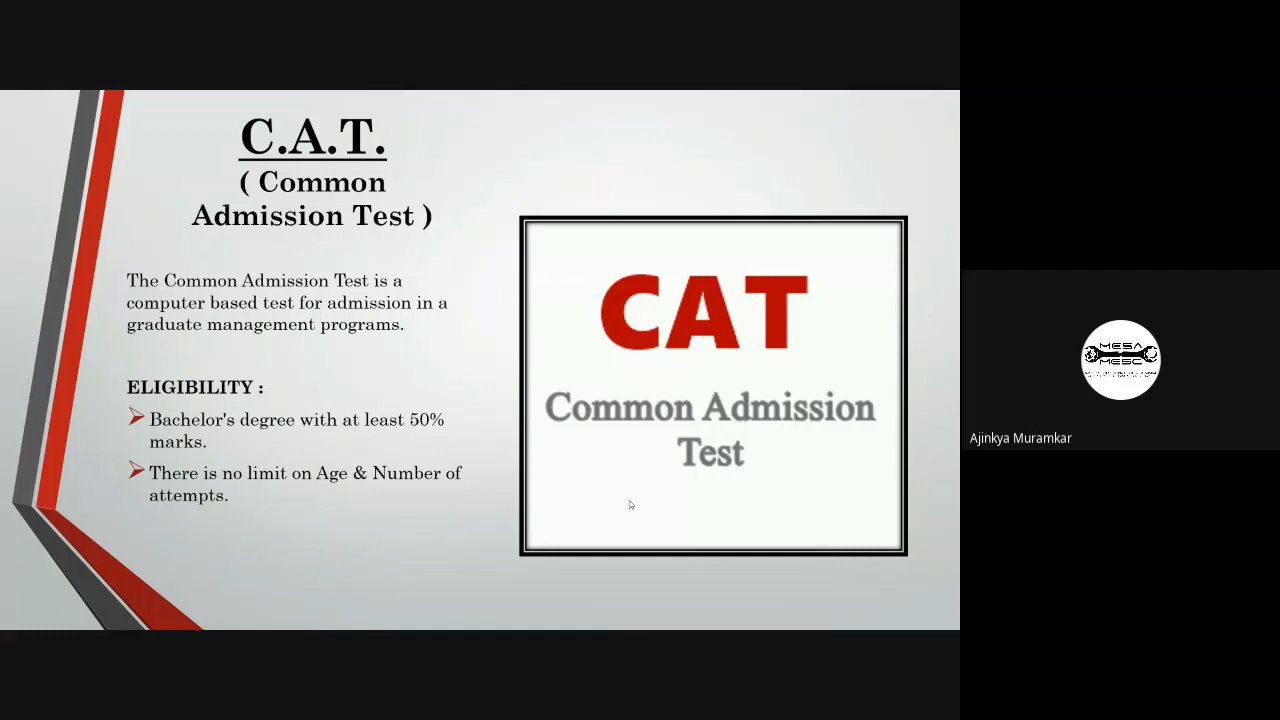 C.A.T.
( Common
Admission Test )
The Common Admission Test is a
computer based test for admission in a
graduate management programs.
ELIGIBILITY :
Bachelor's degree with at least 50%
marks.
There is no limit on Age & Number of
attempts.
CAT
Common Admission
Test
MESA
MESC
Ajinkya Muramkar